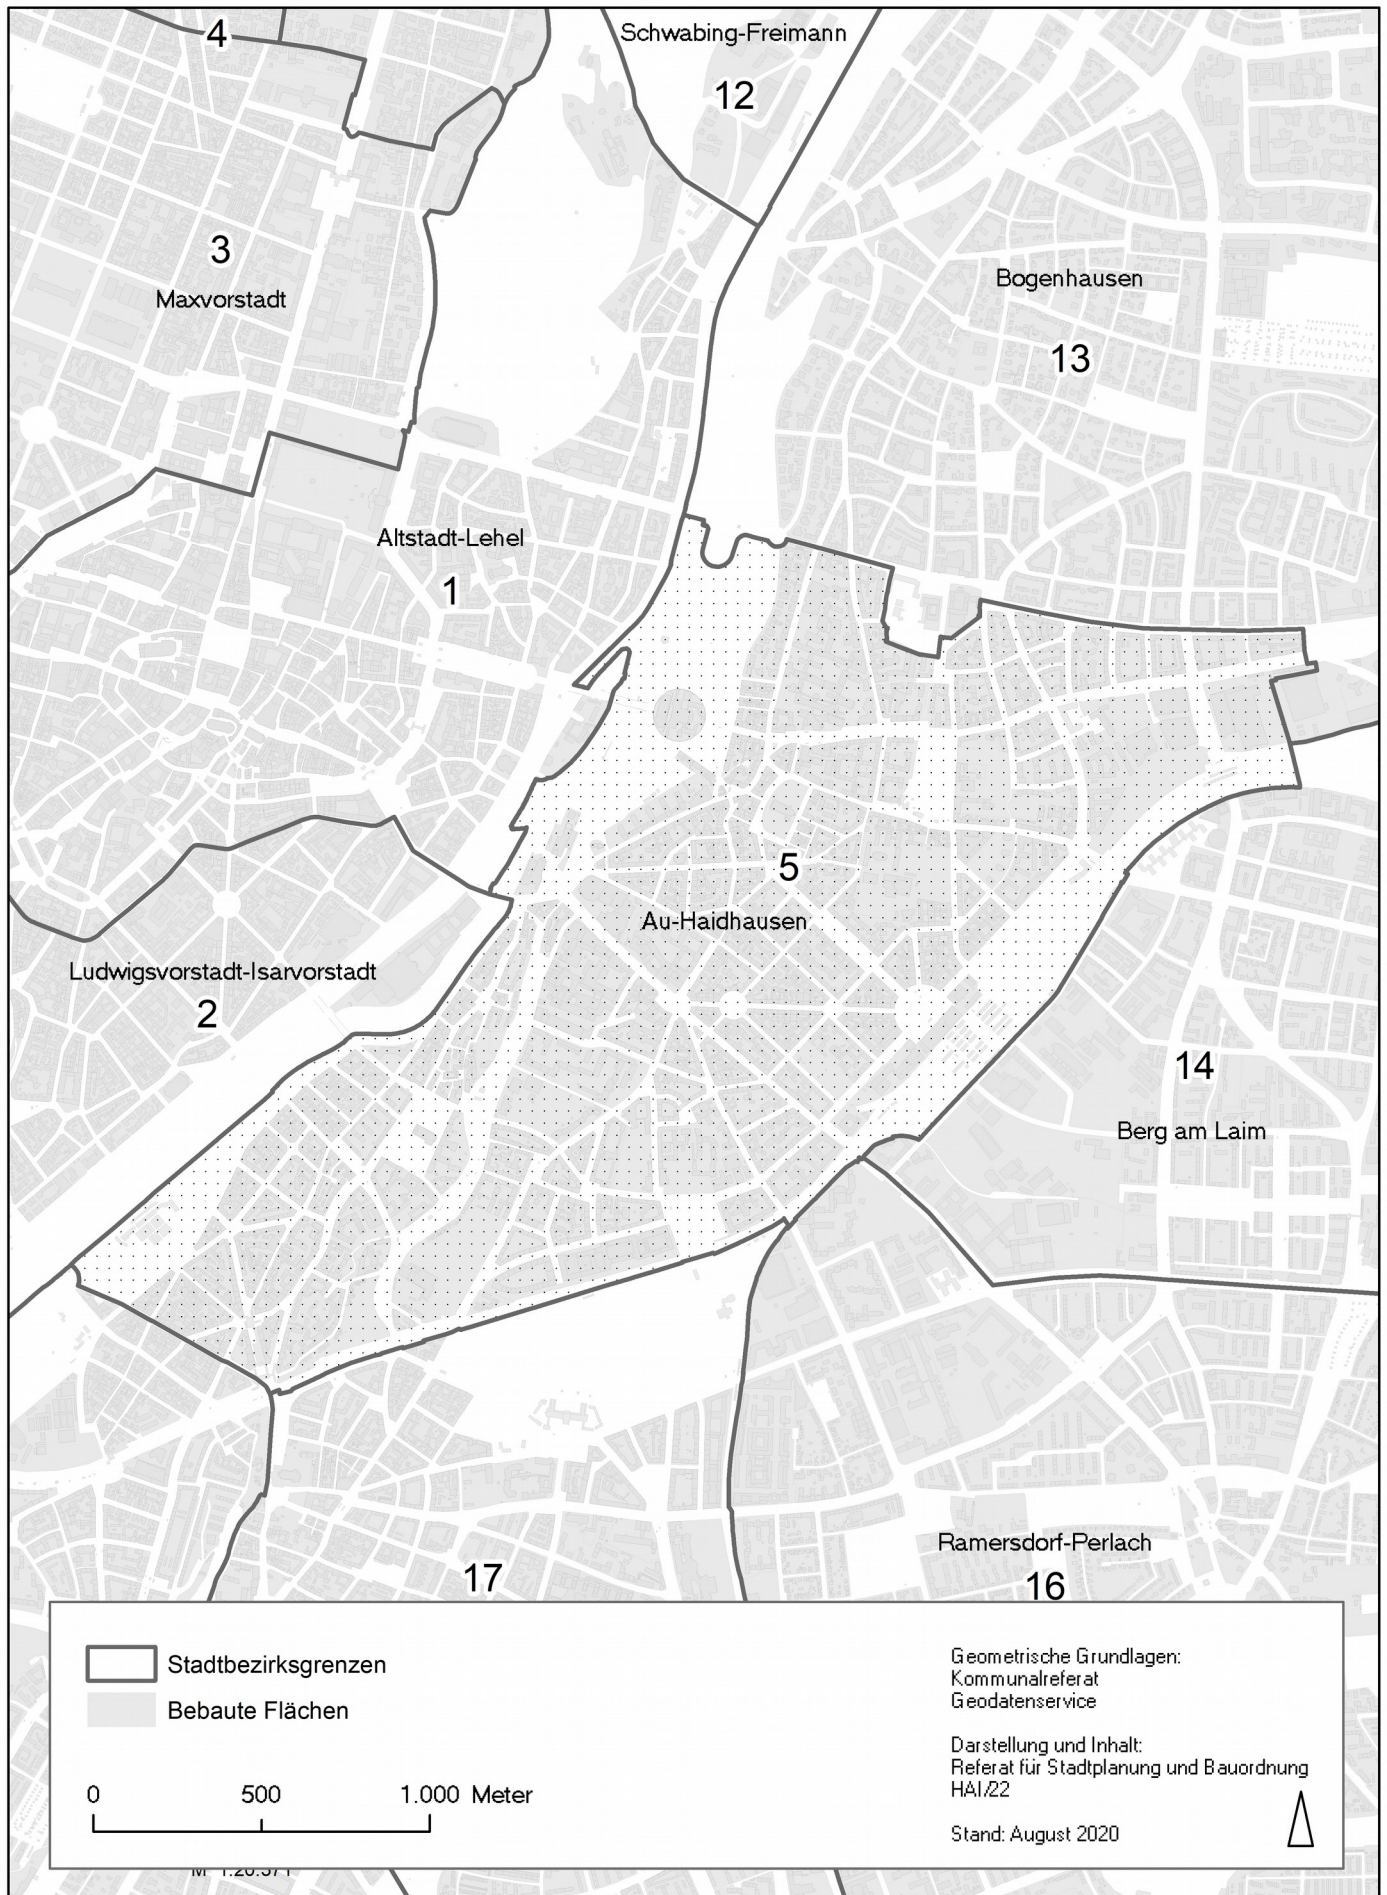 4
Schwabing-Freimann
12
3
Maxvorstadt
Bogenhausen
13
Altstadt-Lehel
1
5
Au-Haidhausen
Ludwigsvorstadt-Isarvorstadt
2
14
Berg am Laim
Ramersdorf-Perlach
16
17
Stadtbezirksgrenzen
Bebaute Flächen
0 500 1.000 Meter
Geometrische Grundlagen:
Kommunalreferat
Geodatenservice
Darstellung und Inhalt:
Referat für Stadtplanung und Bauordnung
HAI/22
Stand: August 2020